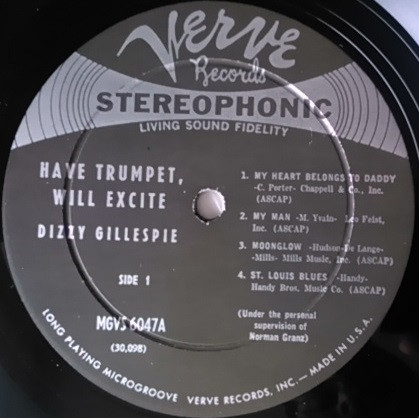 Verve
Records
STEREOPHONIC
LIVING SOUND FIDELITY
HAVE TRUMPET,
WILL EXCITE
DIZZY GILLESPIE
SIDE 1
MGVS 6047A
(30,098)
1. MY HEART BELONGS TO DADDY
-C. Porter- Chappell & Co., Inc.
(ASCAP)
2. MY MAN -M. Yvain- Leo Feist,
Inc. (ASCAP)
3. MOONGLOW -Hudson-De Lange-
-Mills- Mills Music, Inc. (ASCAP)
4. ST. LOUIS BLUES -Handy-
Handy Bros. Music Co. (ASCAP)
(Under the personal
supervision of
Norman Granz)
LONG PLAYING MICROGROOVE VERVE RECORDS, INC. — MADE IN U.S.A.